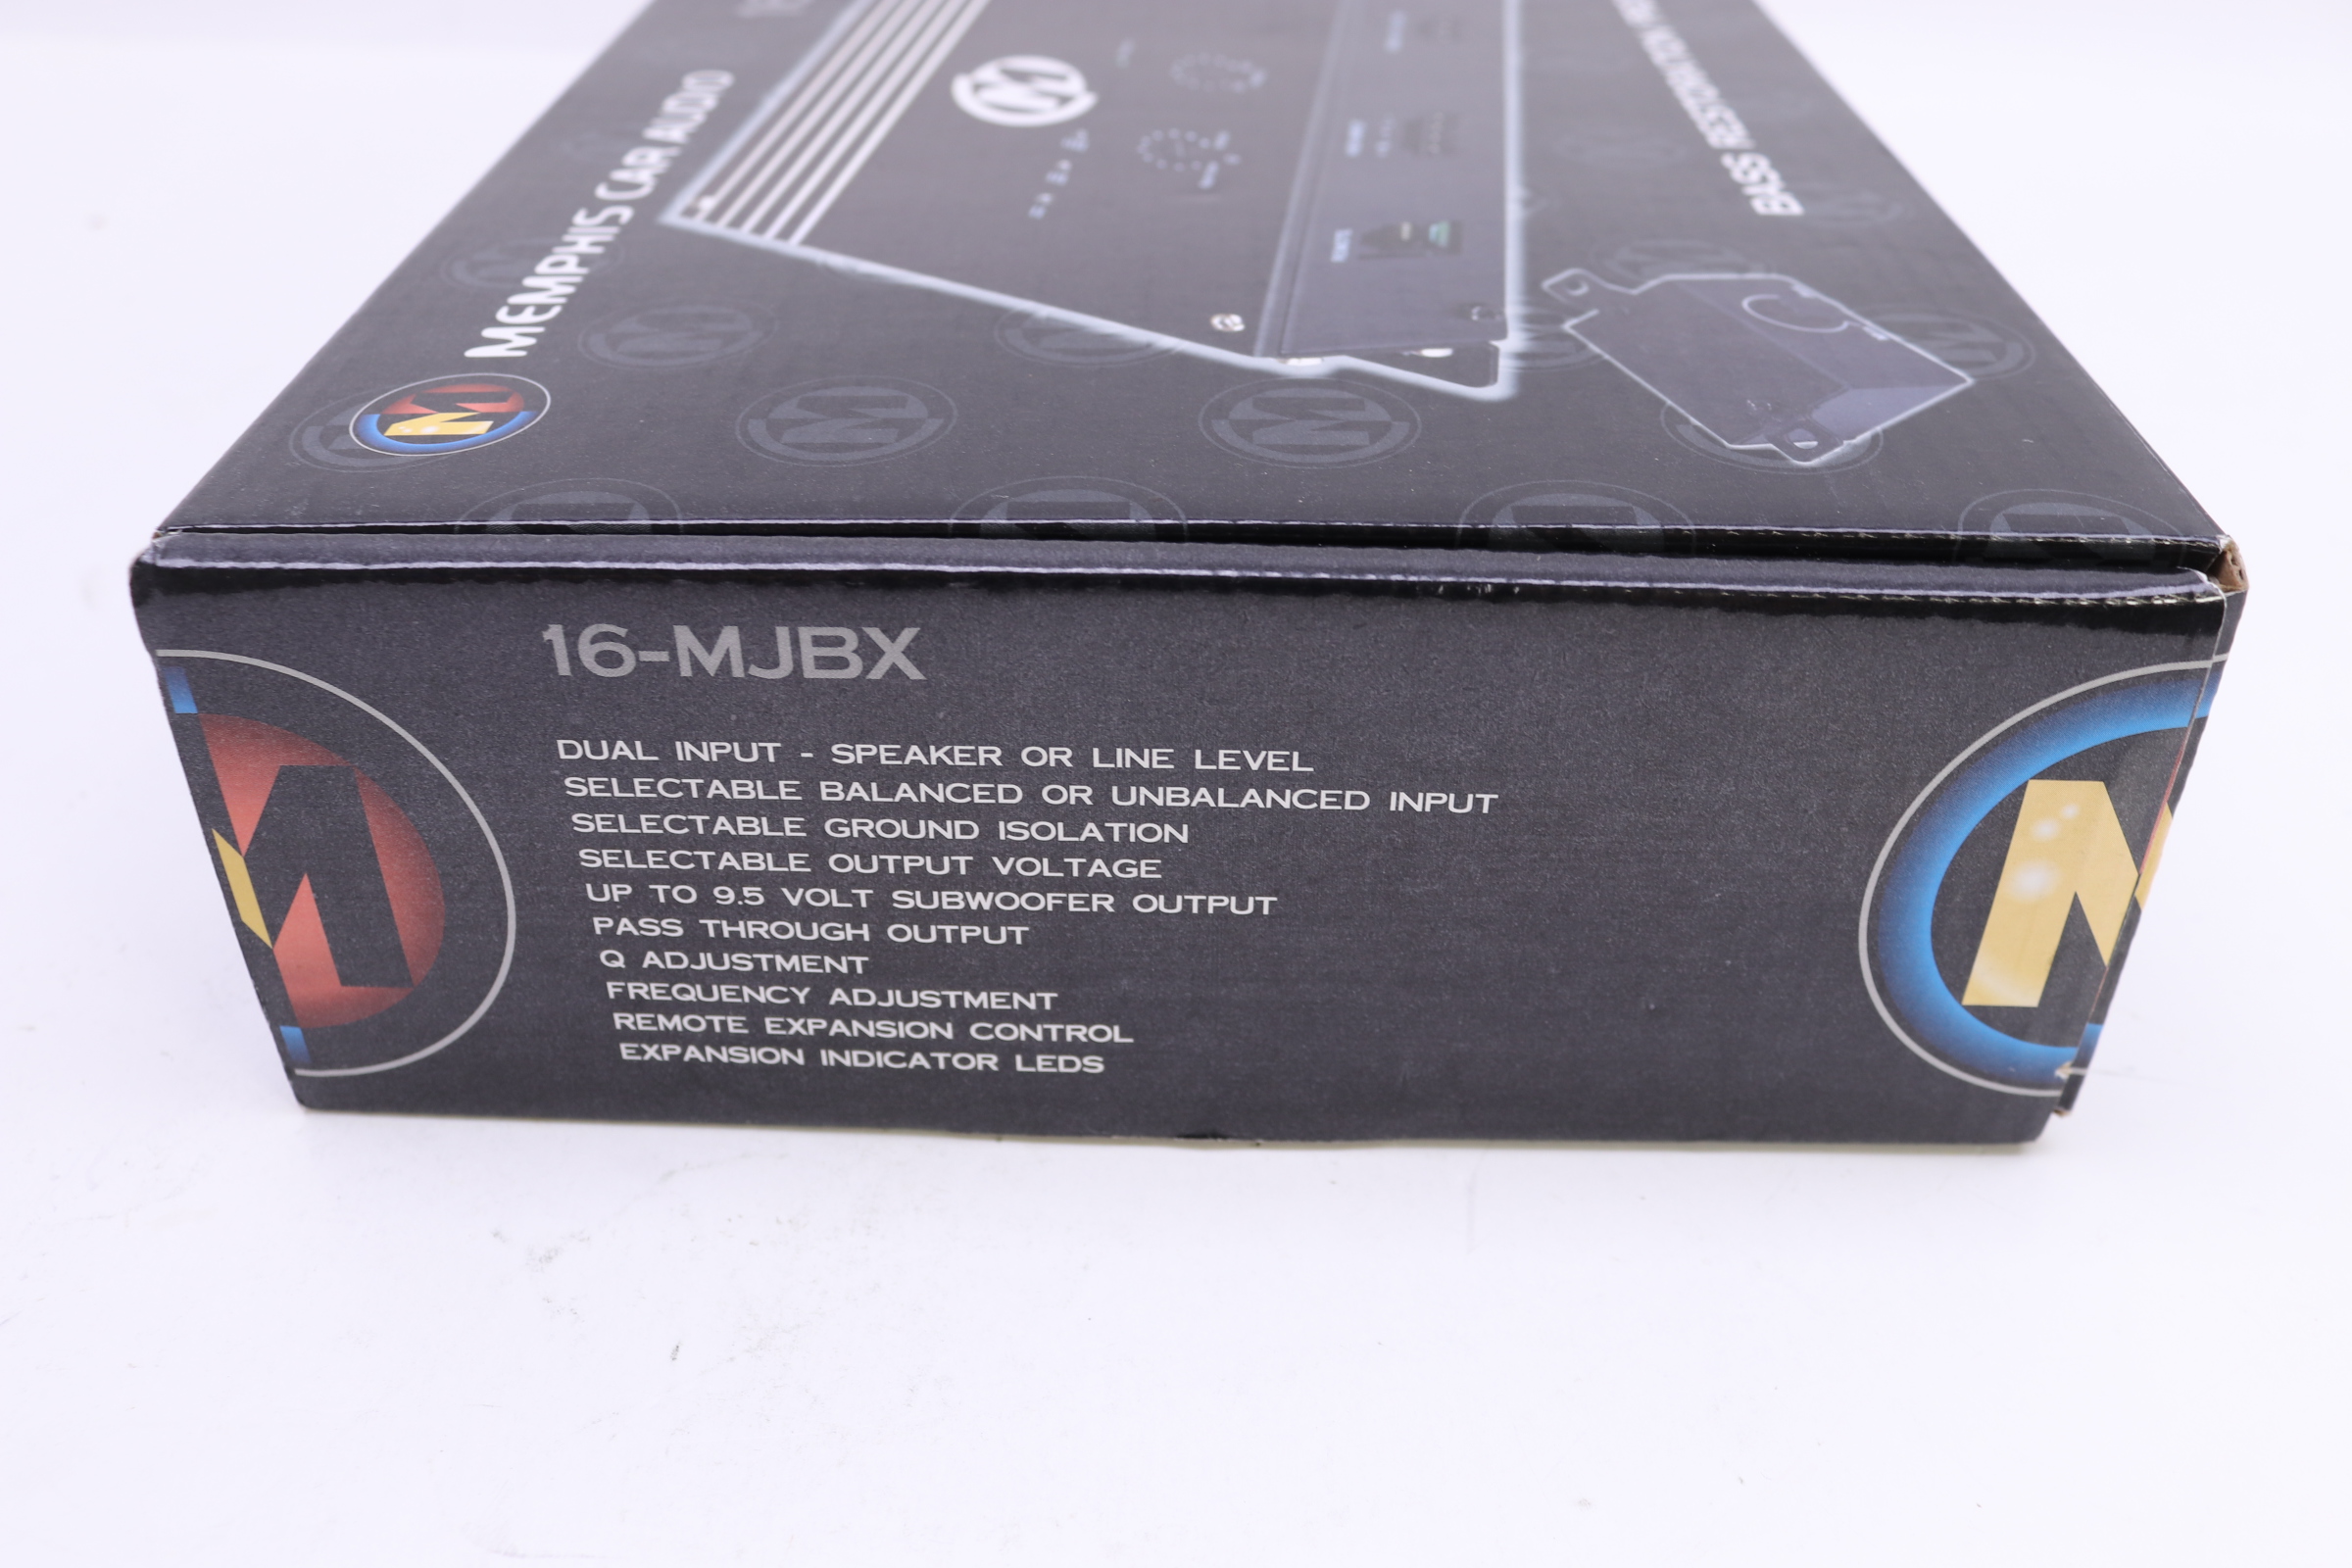 MEMPHIS CAR AUDIO
BASS RESTORATION
16-MJBX
DUAL INPUT - SPEAKER OR LINE LEVEL
SELECTABLE BALANCED OR UNBALANCED INPUT
SELECTABLE GROUND ISOLATION
SELECTABLE OUTPUT VOLTAGE
UP TO 9.5 VOLT SUBWOOFER OUTPUT
PASS THROUGH OUTPUT
Q ADJUSTMENT
FREQUENCY ADJUSTMENT
REMOTE EXPANSION CONTROL
EXPANSION INDICATOR LEDS